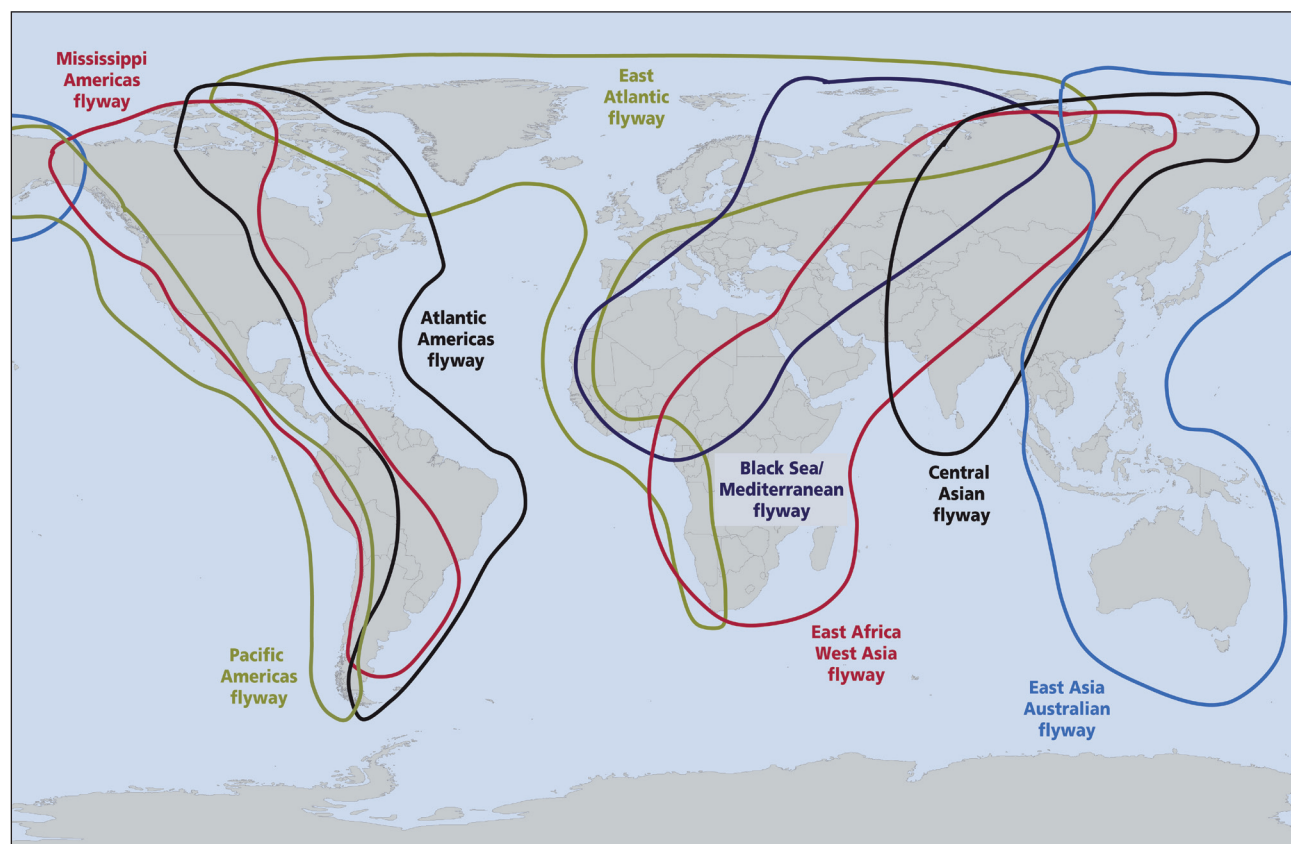 Mississippi
Americas
flyway
East
Atlantic
flyway
Atlantic
Americas
flyway
Black Sea/
Mediterranean
flyway
Central
Asian
flyway
East Africa
West Asia
flyway
Pacific
Americas
flyway
East Asia
Australian
flyway